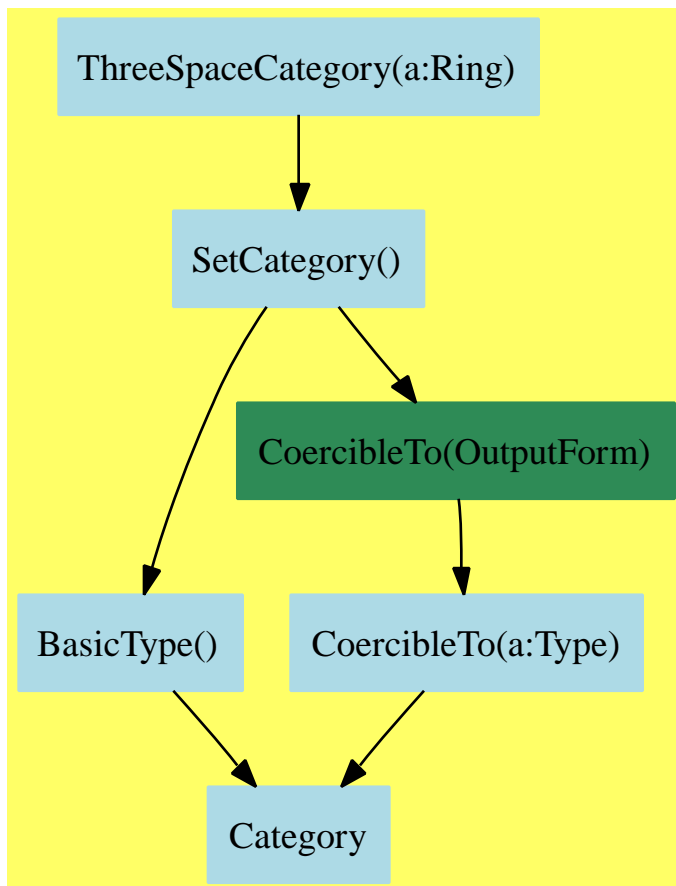 ThreeSpaceCategory(a:Ring)
SetCategory()
CoercibleTo(OutputForm)
BasicType()
CoercibleTo(a:Type)
Category